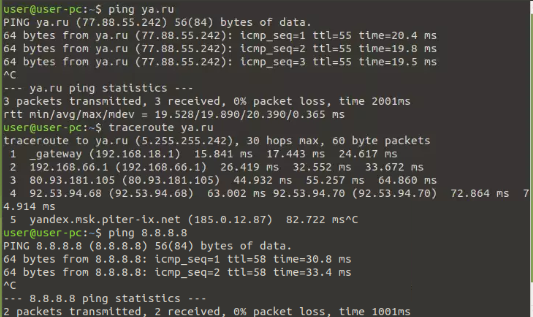 user@user-pc:~$ ping ya.ru
PING ya.ru (77.88.55.242) 56(84) bytes of data.
64 bytes from ya.ru (77.88.55.242): icmp_seq=1 ttl=55 time=20.4 ms
64 bytes from ya.ru (77.88.55.242): icmp_seq=2 ttl=55 time=19.8 ms
64 bytes from ya.ru (77.88.55.242): icmp_seq=3 ttl=55 time=19.5 ms
^C
--- ya.ru ping statistics ---
3 packets transmitted, 3 received, 0% packet loss, time 2001ms
rtt min/avg/max/mdev = 19.528/19.890/20.390/0.365 ms
user@user-pc:~$ traceroute ya.ru
traceroute to ya.ru (5.255.255.242), 30 hops max, 60 byte packets
1 _gateway (192.168.18.1) 15.841 ms 17.443 ms 24.617 ms
2 192.168.66.1 (192.168.66.1) 26.419 ms 32.552 ms 33.672 ms
3 80.93.181.105 (80.93.181.105) 44.932 ms 55.257 ms 64.860 ms
4 92.53.94.68 (92.53.94.68) 63.002 ms 92.53.94.70 (92.53.94.70) 72.864 ms 7
4.914 ms
5 yandex.msk.piter-ix.net (185.0.12.87) 82.722 ms^C
user@user-pc:~$ ping 8.8.8.8
PING 8.8.8.8 (8.8.8.8) 56(84) bytes of data.
64 bytes from 8.8.8.8: icmp_seq=1 ttl=58 time=30.8 ms
64 bytes from 8.8.8.8: icmp_seq=2 ttl=58 time=33.4 ms
^C
--- 8.8.8.8 ping statistics ---
2 packets transmitted, 2 received, 0% packet loss, time 1001ms